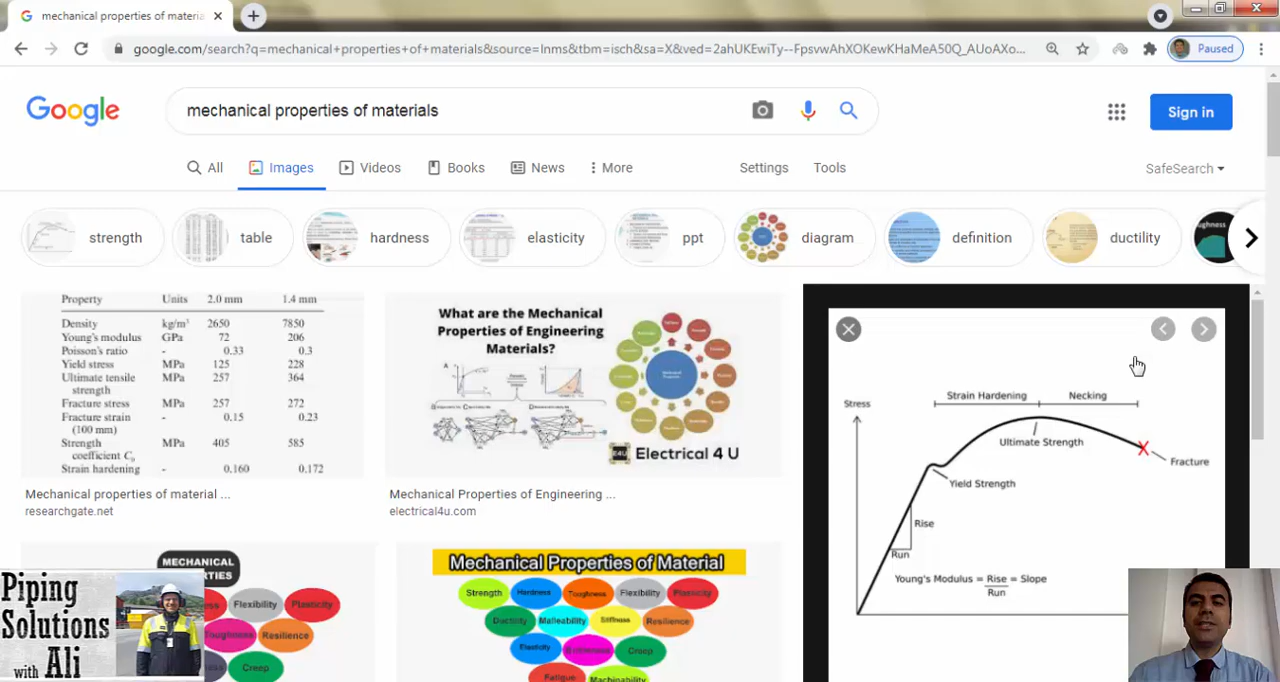 mechanical properties of materia
google.com/search?q=mechanical+properties+of+materials&source=lnms&tbm=isch&sa=X&ved=2ahUKEwiTy--FpsvwAhXOKewKHaMeA50Q_AUoAXo...
Paused
Google
mechanical properties of materials
Sign in
All
Images
Videos
Books
News
More
Settings
Tools
SafeSearch
strength
table
hardness
elasticity
ppt
diagram
definition
ductility
Property Units 2.0 mm 1.4 mm
Density kg/m³ 2650 7850
Young's modulus GPa 72 206
Poisson's ratio - 0.33 0.3
Yield stress MPa 125 228
Ultimate tensile MPa 257 364
strength
Fracture stress MPa 257 272
Fracture strain - 0.15 0.23
(100 mm)
Strength MPa 405 585
coefficient
Strain hardening - 0.160 0.172
Mechanical properties of material ...
researchgate.net
What are the Mechanical
Properties of Engineering
Materials?
E4U
Electrical 4 U
Mechanical Properties of Engineering ...
electrical4u.com
Stress
Strain Hardening
Necking
Ultimate Strength
Fracture
Yield Strength
Rise
Run
Young's Modulus = Rise = Slope
Run
MECHANICAL
Flexibility
Plasticity
Toughness
Resilience
Creep
Mechanical Properties of Material
Strength
Hardness
Toughness
Flexibility
Plasticity
Ductility
Malleability
Stiffness
Resilience
Elasticity
Brittleness
Creep
Fatigue
Machinability
Piping
Solutions
with Ali